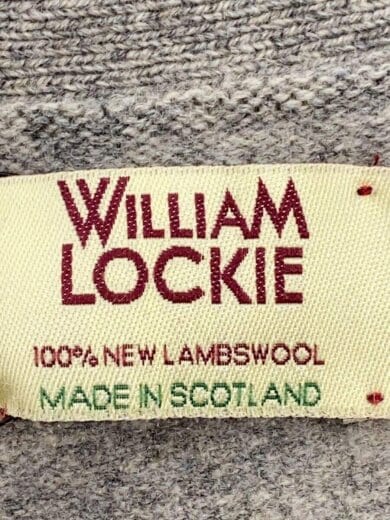 WILLIAM
LOCKIE
100% NEW LAMBSWOOL
MADE IN SCOTLAND